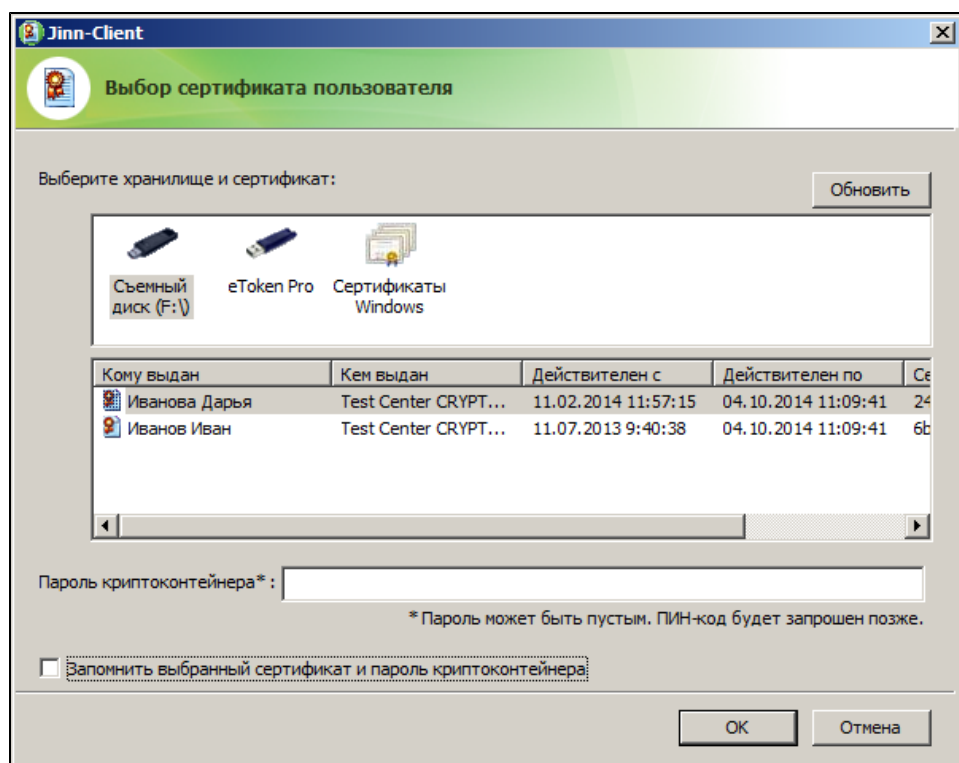 Jinn-Client
Выбор сертификата пользователя
Выберите хранилище и сертификат:
Обновить
Съемный диск (F:\)
eToken Pro
Сертификаты Windows
Кому выдан Кем выдан Действителен с Действителен по Се
Иванова Дарья Test Center CRYPT... 11.02.2014 11:57:15 04.10.2014 11:09:41 24
Иванов Иван Test Center CRYPT... 11.07.2013 9:40:38 04.10.2014 11:09:41 6b
Пароль криптоконтейнера* :
* Пароль может быть пустым. ПИН-код будет запрошен позже.
Запомнить выбранный сертификат и пароль криптоконтейнера
OK Отмена